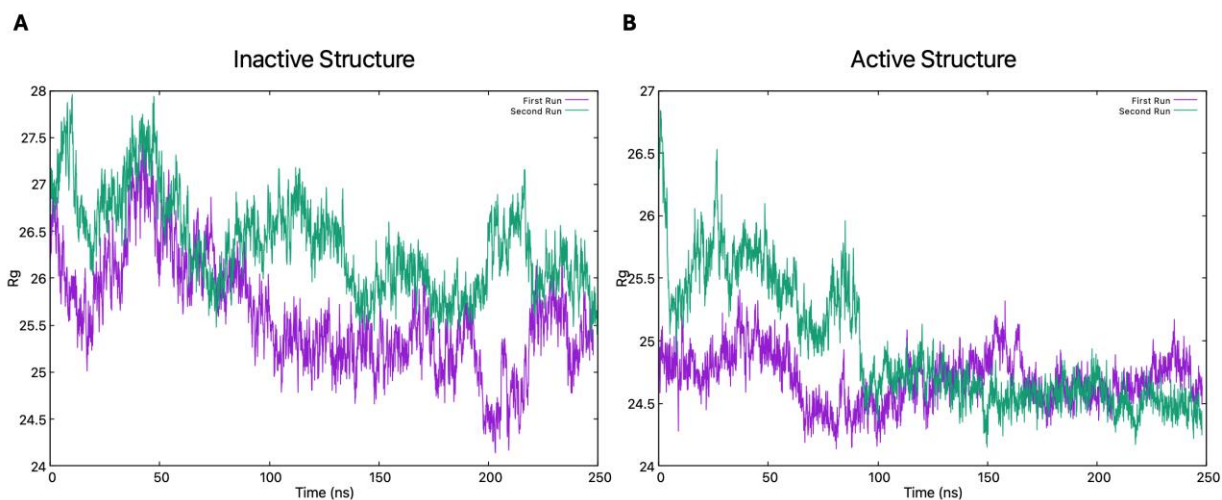 A
Inactive Structure
First Run
Second Run
28
27.5
27
26.5
26
25.5
25
24.5
24
Rg
0
50
100
150
200
250
Time (ns)
B
Active Structure
First Run
Second Run
27
26.5
26
25.5
25
24.5
24
Rg
0
50
100
150
200
250
Time (ns)